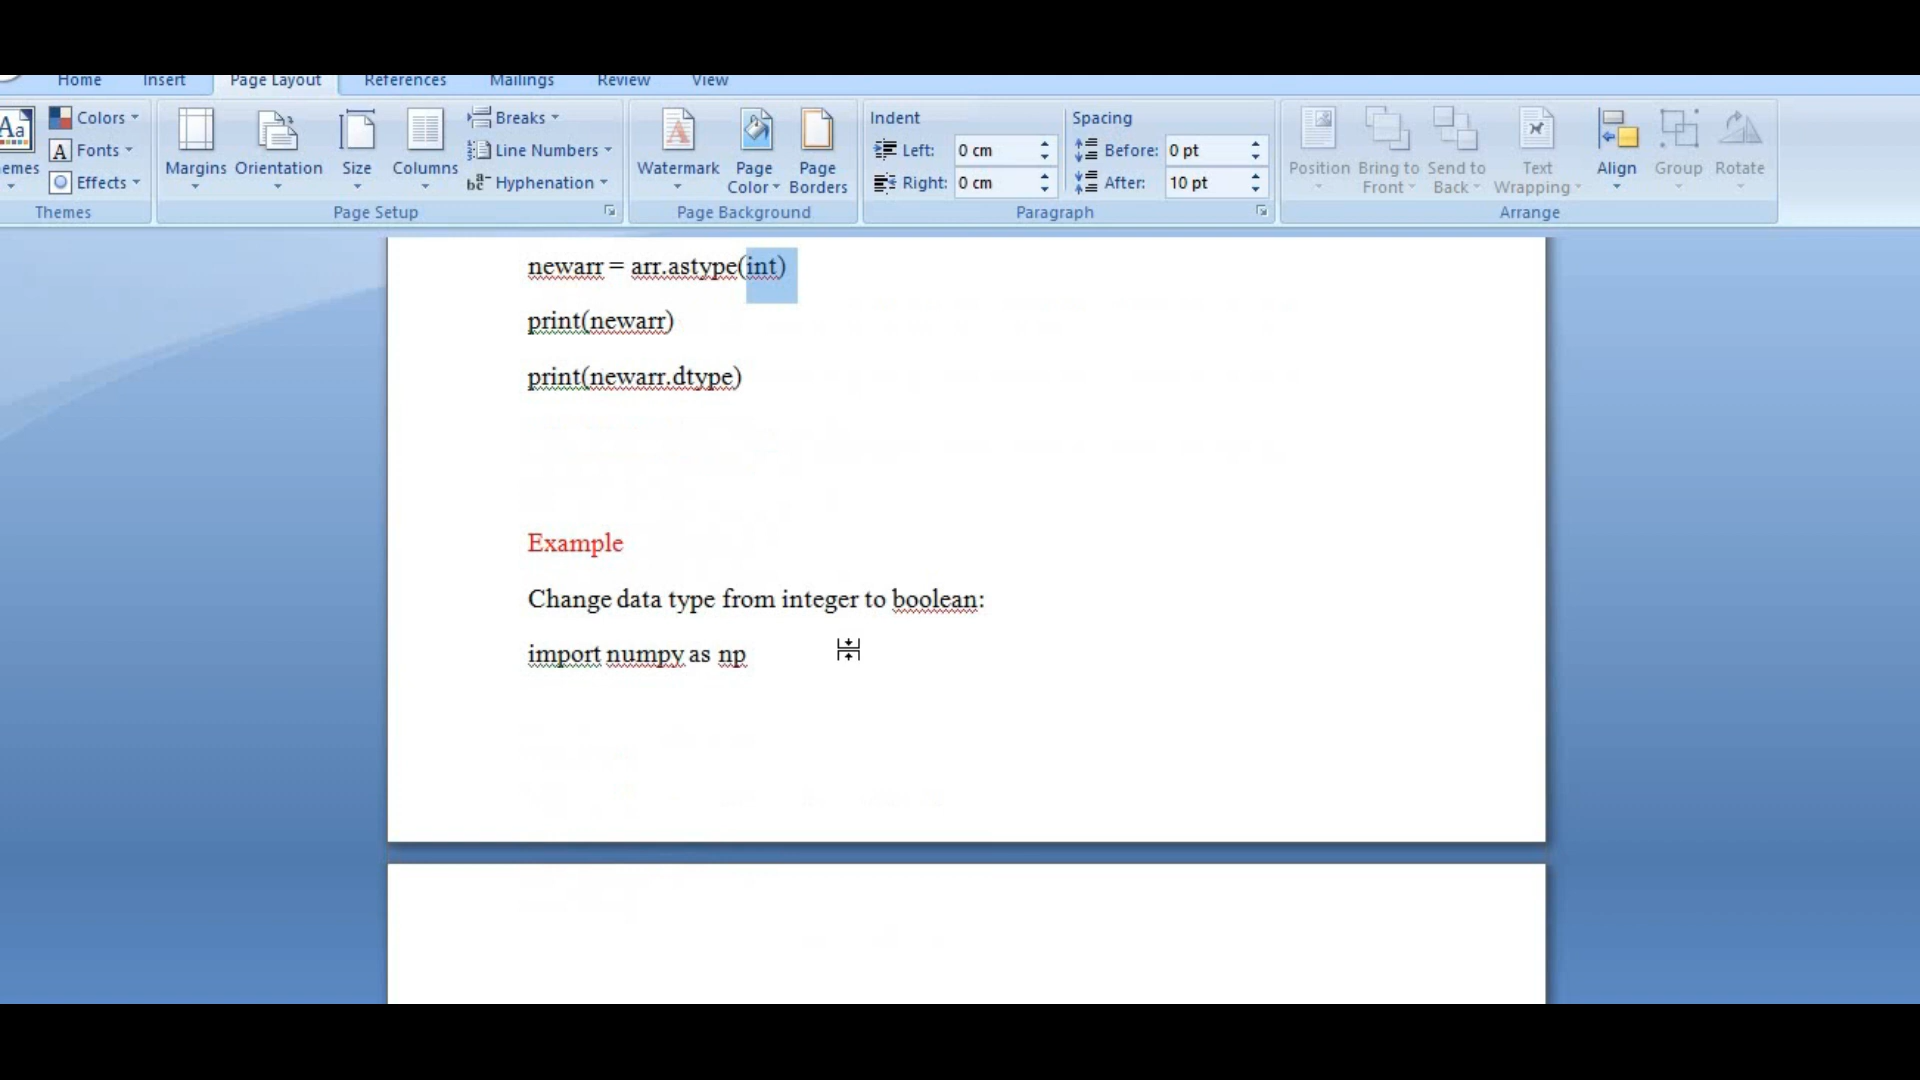 Home Insert Page Layout References Mailings Review View
Aa Colors Breaks Indent Spacing
A Fonts Line Numbers Left: 0 cm Before: 0 pt
emes Effects Margins Orientation Size Columns Hyphenation Watermark Page Color Page Borders Right: 0 cm After: 10 pt Position Bring to Front Send to Back Text Wrapping Align Group Rotate
Themes Page Setup Page Background Paragraph Arrange
newarr = arr.astype(int)
print(newarr)
print(newarr.dtype)
Example
Change data type from integer to boolean:
import numpy as np